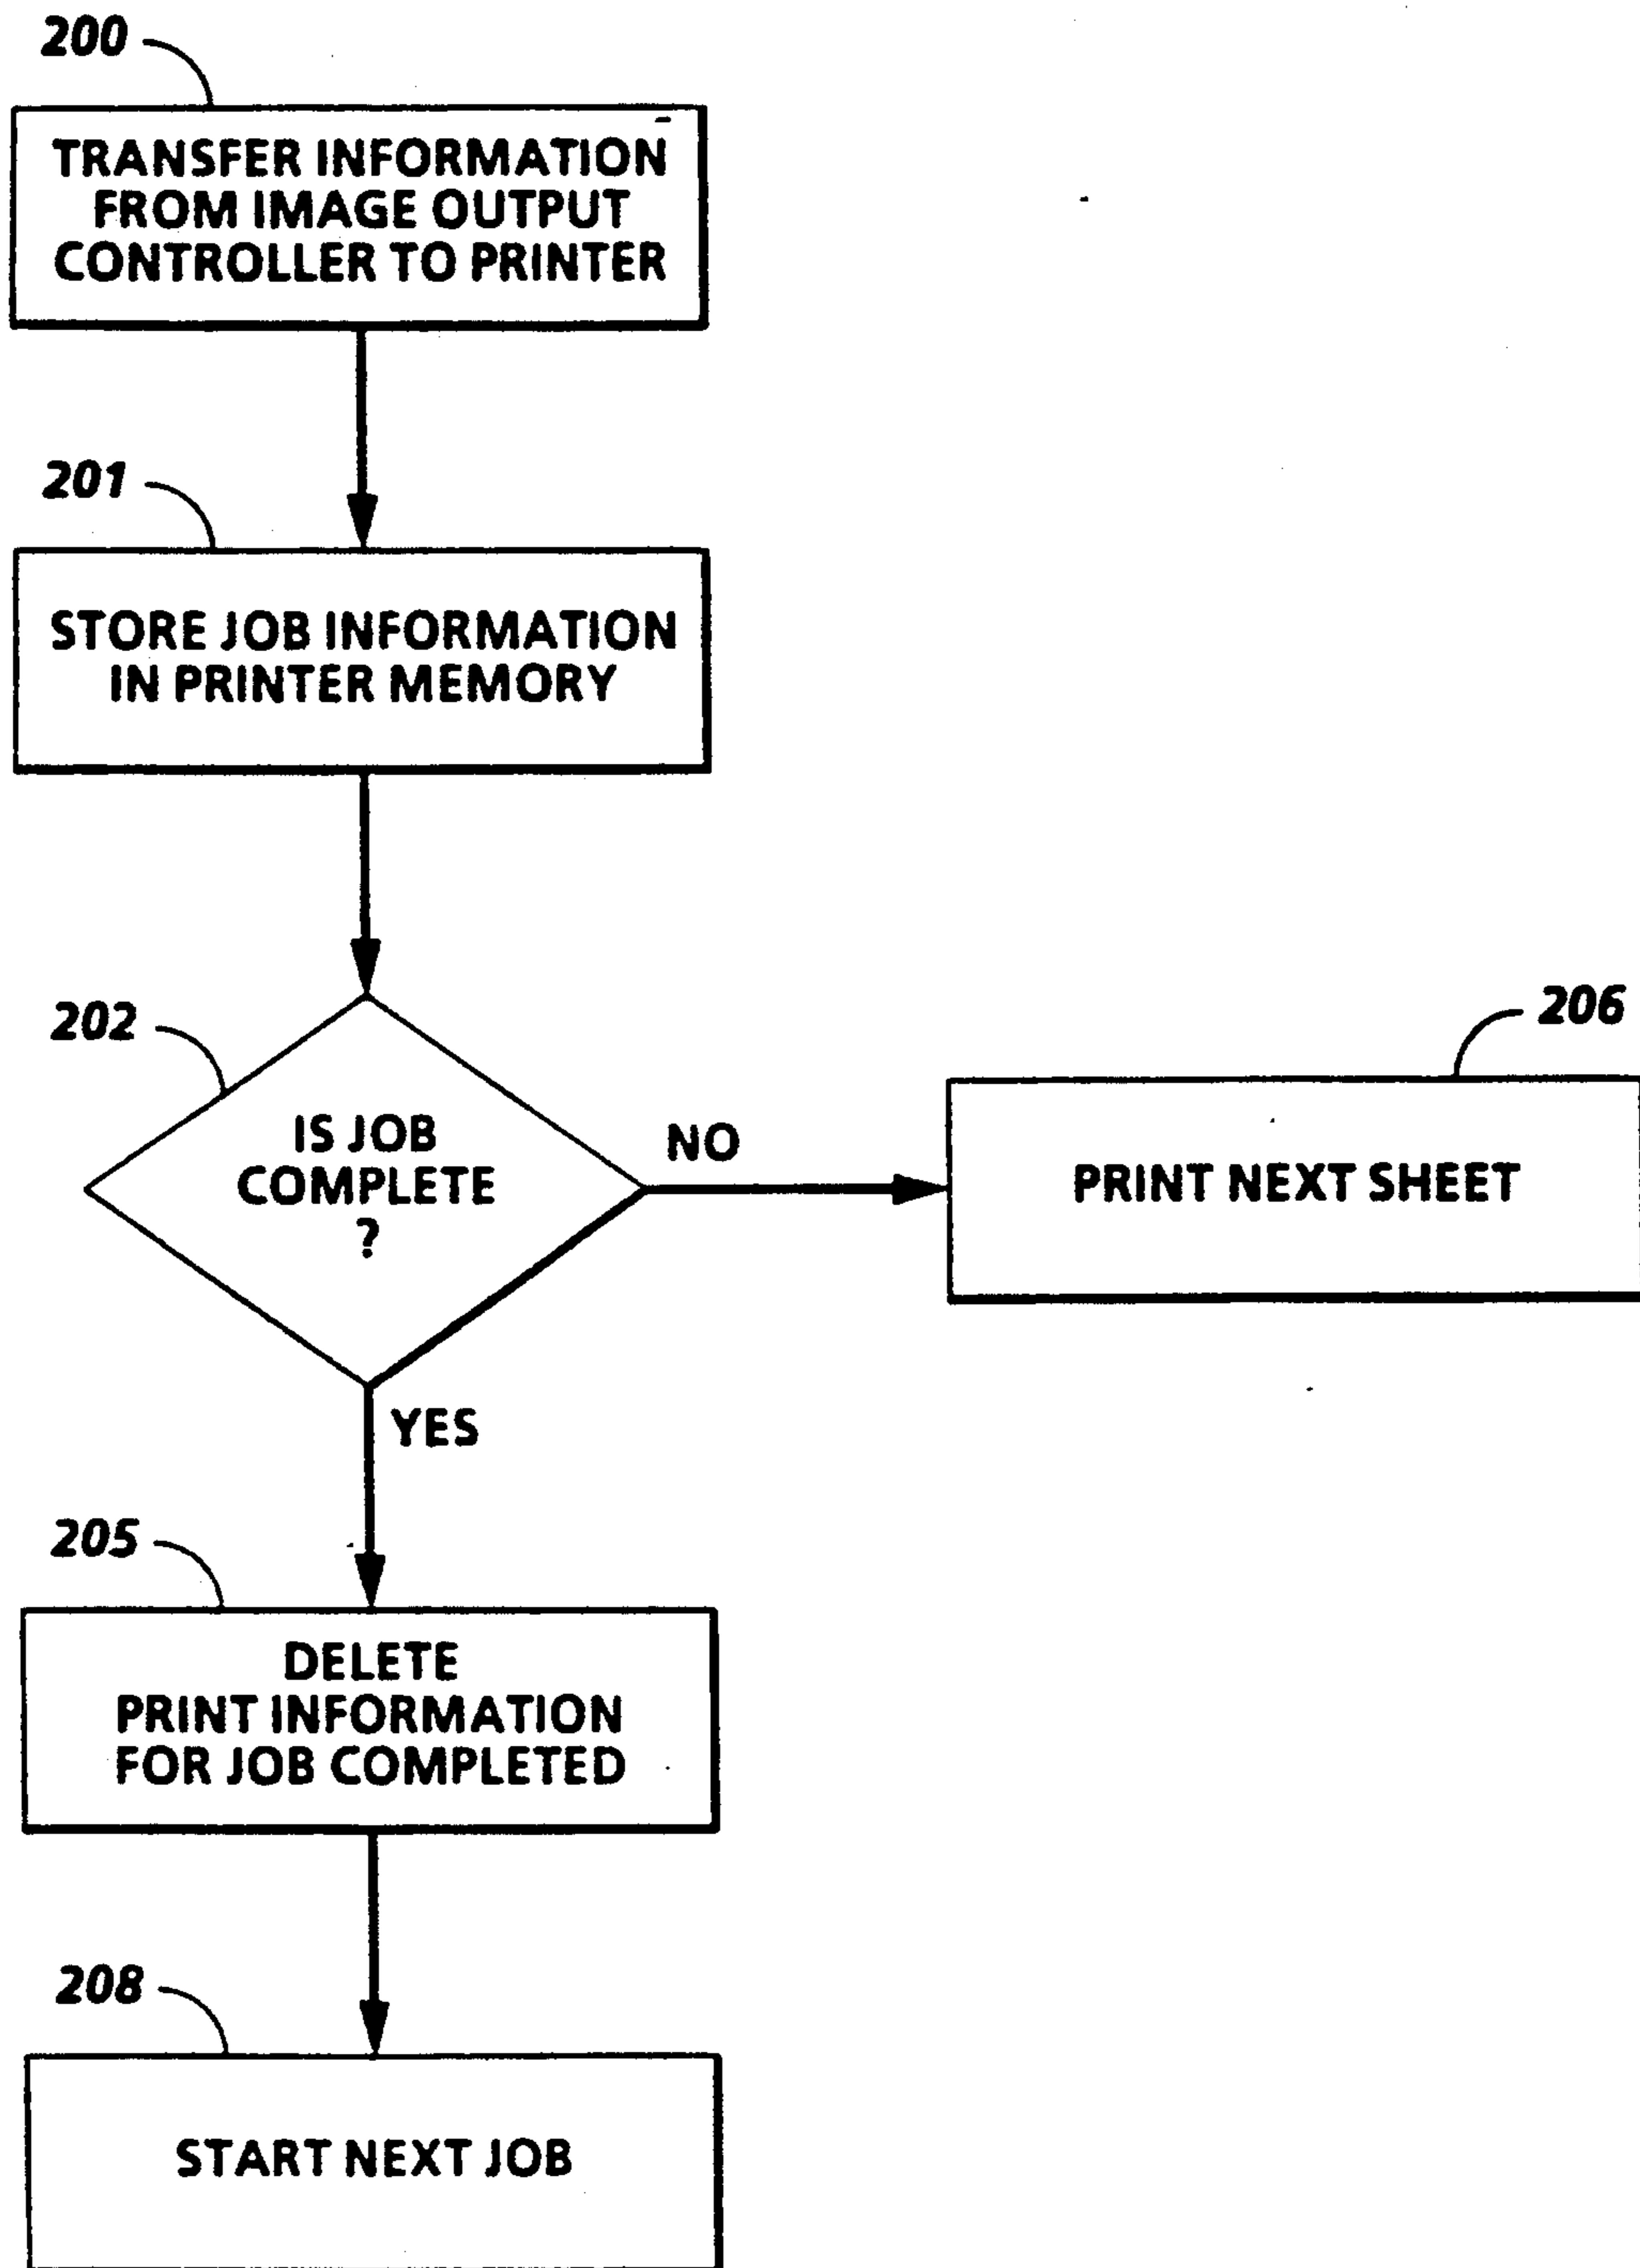 200
TRANSFER INFORMATION
FROM IMAGE OUTPUT
CONTROLLER TO PRINTER
201
STORE JOB INFORMATION
IN PRINTER MEMORY
202
IS JOB
COMPLETE
?
NO
206
PRINT NEXT SHEET
YES
205
DELETE
PRINT INFORMATION
FOR JOB COMPLETED
208
START NEXT JOB